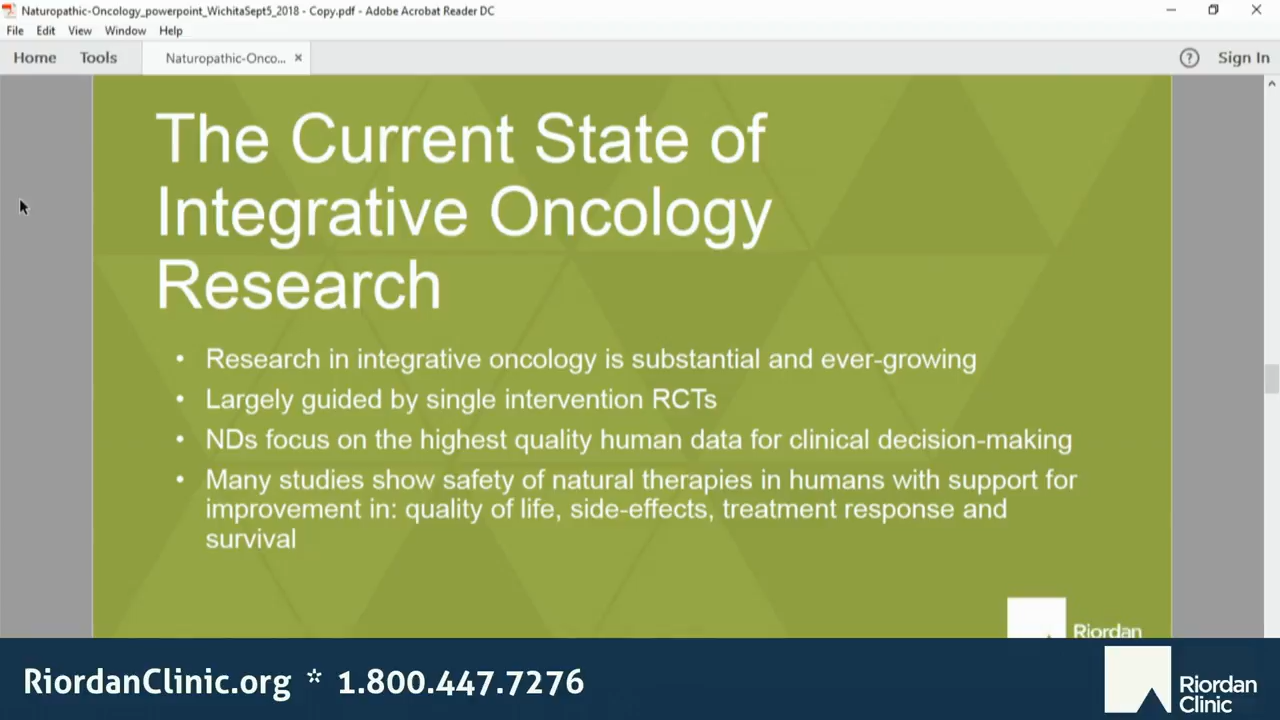 Naturopathic-Oncology_powerpoint_WichitaSept5_2018 - Copy.pdf - Adobe Acrobat Reader DC
File Edit View Window Help
Home Tools Naturopathic-Onco... × ? Sign In
The Current State of
Integrative Oncology
Research
• Research in integrative oncology is substantial and ever-growing
• Largely guided by single intervention RCTs
• NDs focus on the highest quality human data for clinical decision-making
• Many studies show safety of natural therapies in humans with support for
improvement in: quality of life, side-effects, treatment response and
survival
Riordan
RiordanClinic.org * 1.800.447.7276
Riordan
Clinic